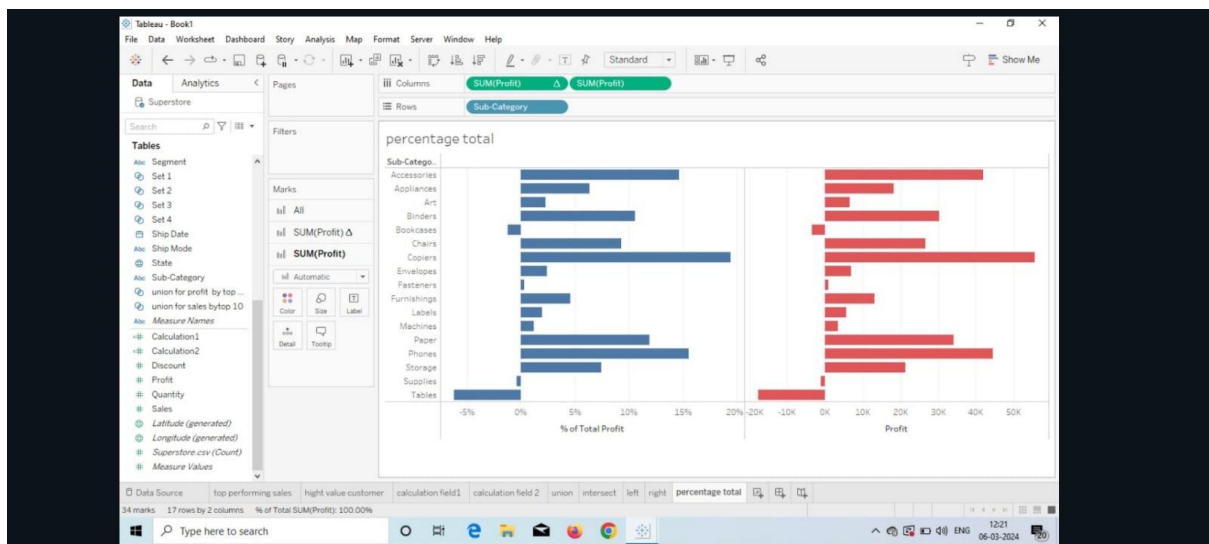 Tableau - Book1
File Data Worksheet Dashboard Story Analysis Map Format Server Window Help
Standard
Show Me
Data Analytics
Superstore
Search
Tables
Abc Segment
Set 1
Set 2
Set 3
Set 4
Ship Date
Abc Ship Mode
State
Abc Sub-Category
union for profit by top ...
union for sales bytop 10
Abc Measure Names
=# Calculation1
=# Calculation2
# Discount
# Profit
# Quantity
# Sales
Latitude (generated)
Longitude (generated)
# Superstore.csv (Count)
# Measure Values
Pages
Filters
Marks
All
SUM(Profit) Δ
SUM(Profit)
Automatic
Color Size Label
Detail Tooltip
Columns SUM(Profit) Δ SUM(Profit)
Rows Sub-Category
percentage total
Sub-Catego..
Accessories
Appliances
Art
Binders
Bookcases
Chairs
Copiers
Envelopes
Fasteners
Furnishings
Labels
Machines
Paper
Phones
Storage
Supplies
Tables
-5% 0% 5% 10% 15% 20% -20K -10K 0K 10K 20K 30K 40K 50K
% of Total Profit Profit
Data Source top performing sales hight value customer calculation field1 calculation field 2 union intersect left right percentage total
34 marks 17 rows by 2 columns % of Total SUM(Profit): 100.00%
Type here to search
ENG
12:21
06-03-2024
20